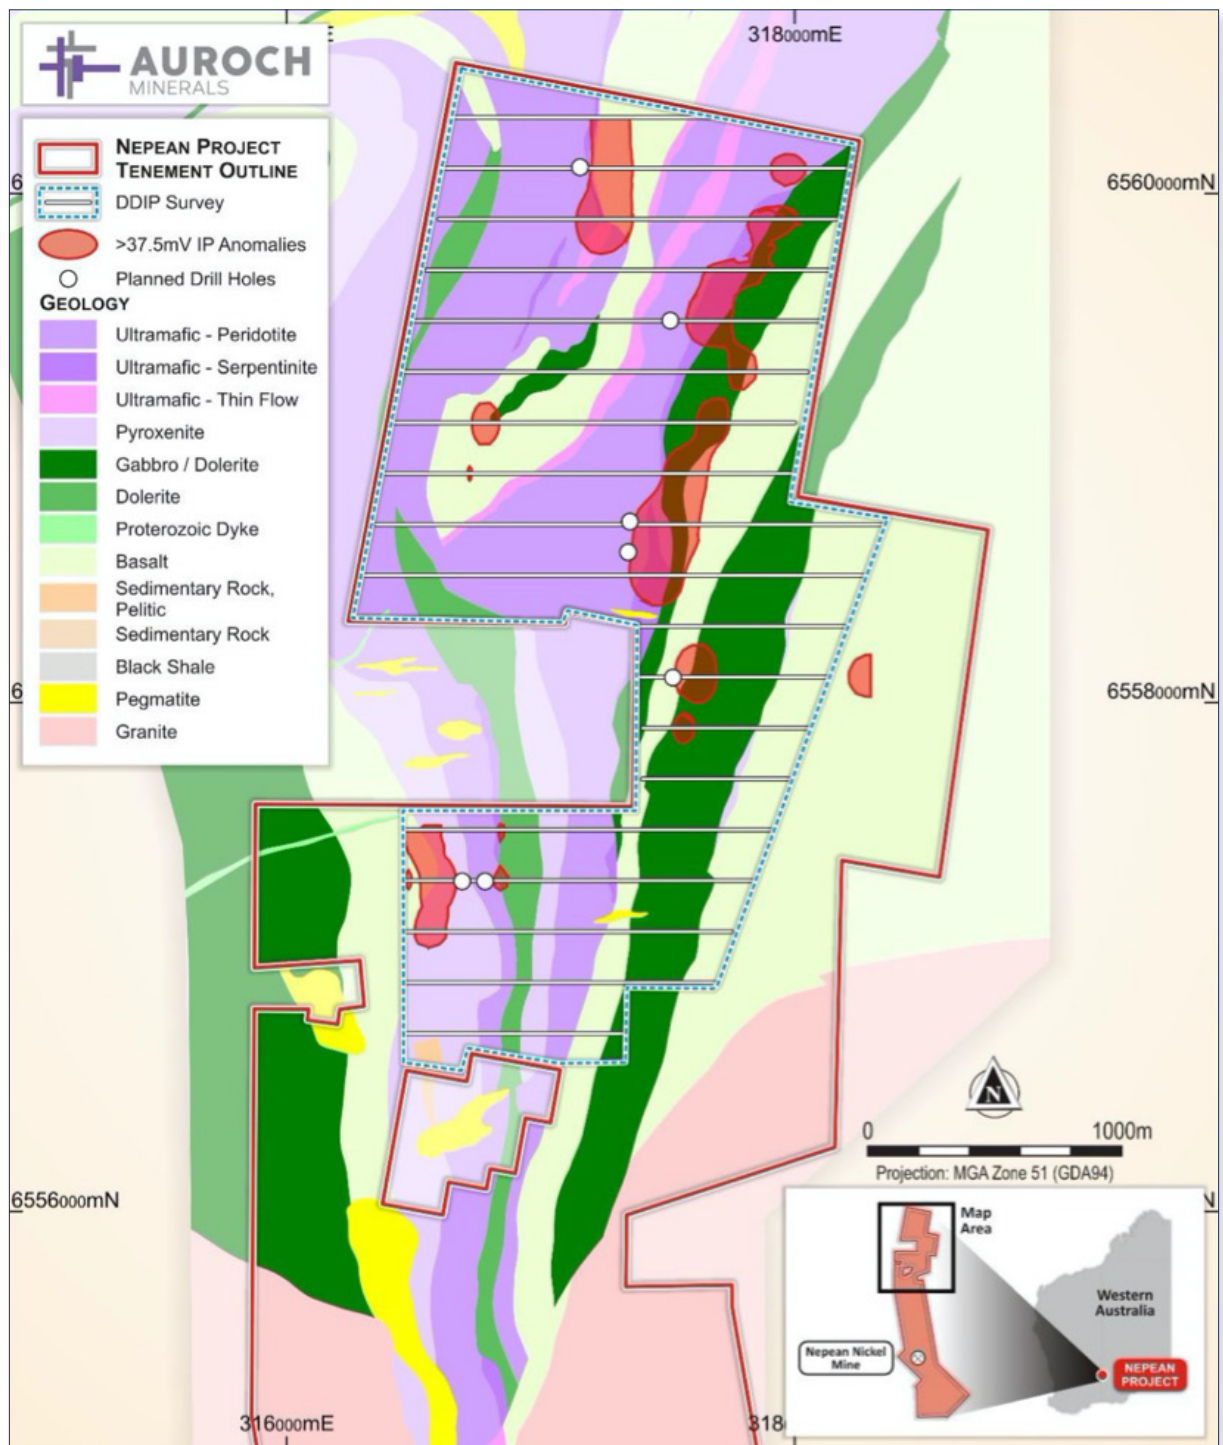 318000mE
E
AUROCH
MINERALS
NEPEAN PROJECT
TENEMENT OUTLINE
DDIP Survey
>37.5mV IP Anomalies
Planned Drill Holes
GEOLOGY
Ultramafic - Peridotite
Ultramafic - Serpentinite
Ultramafic - Thin Flow
Pyroxenite
Gabbro / Dolerite
Dolerite
Proterozoic Dyke
Basalt
Sedimentary Rock,
Pelitic
Sedimentary Rock
Black Shale
Pegmatite
Granite
6
6560000mN
6
6558000mN
N
0 1000m
Projection: MGA Zone 51 (GDA94)
6556000mN
N
Map
Area
Western
Australia
Nepean Nickel
Mine
NEPEAN
PROJECT
316000mE
318